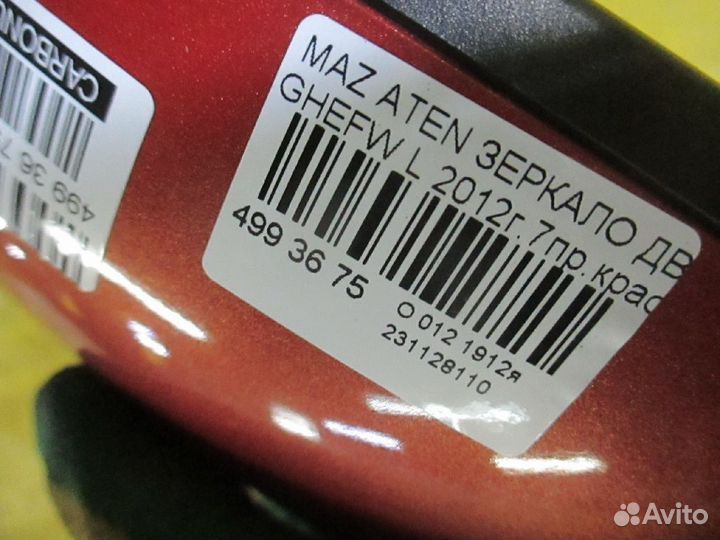 CARBON
499 36 7
MAZ ATEN ЗЕРКАЛО ДВ
GHEFW L 2012г. 7пр. крас
499 36 75
О 012 1912я
231128110
Avito